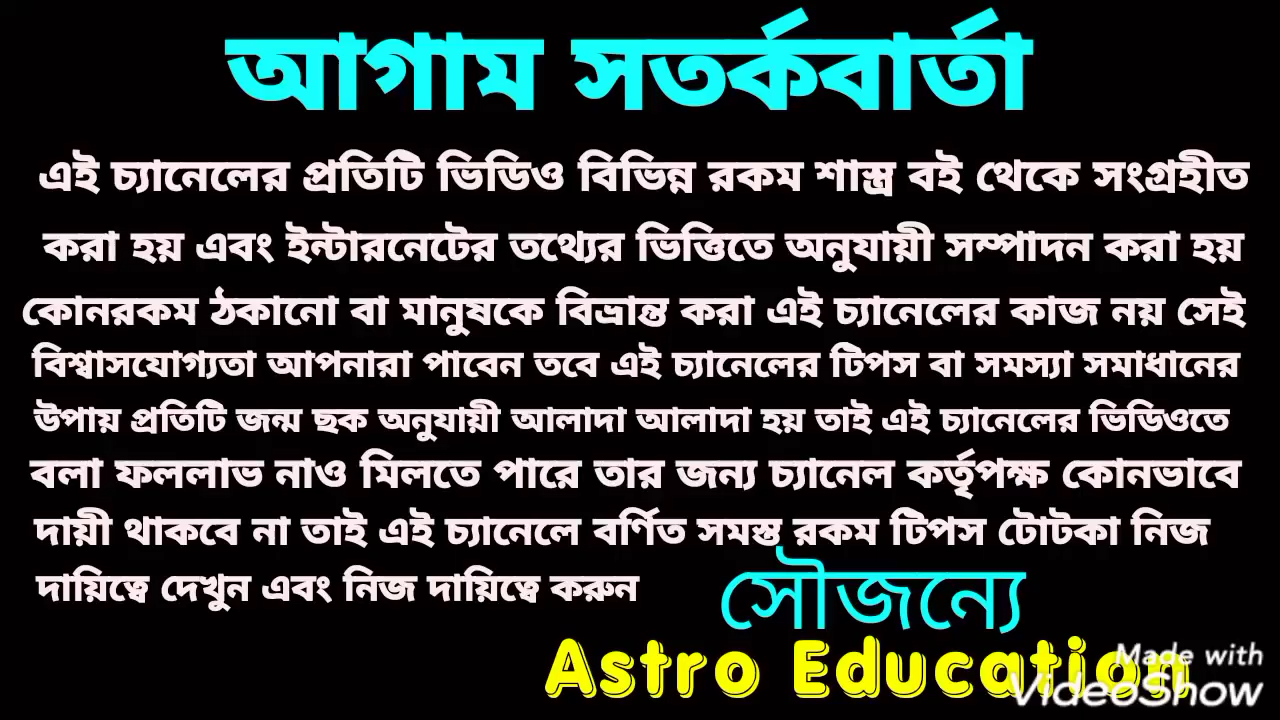 আগাম সতর্কবার্তা
এই চ্যানেলের প্রতিটি ভিডিও বিভিন্ন রকম শাস্ত্র বই থেকে সংগ্রহীত
করা হয় এবং ইন্টারনেটের তথ্যের ভিত্তিতে অনুযায়ী সম্পাদন করা হয়
কোনরকম ঠকানো বা মানুষকে বিভ্রান্ত করা এই চ্যানেলের কাজ নয় সেই
বিশ্বাসযোগ্যতা আপনারা পাবেন তবে এই চ্যানেলের টিপস বা সমস্যা সমাধানের
উপায় প্রতিটি জন্ম ছক অনুযায়ী আলাদা আলাদা হয় তাই এই চ্যানেলের ভিডিওতে
বলা ফললাভ নাও মিলতে পারে তার জন্য চ্যানেল কর্তৃপক্ষ কোনভাবে
দায়ী থাকবে না তাই এই চ্যানেলে বর্ণিত সমস্ত রকম টিপস টোটকা নিজ
দায়িত্বে দেখুন এবং নিজ দায়িত্বে করুন
সৌজন্যে
Astro Education
Made with
VideoShow